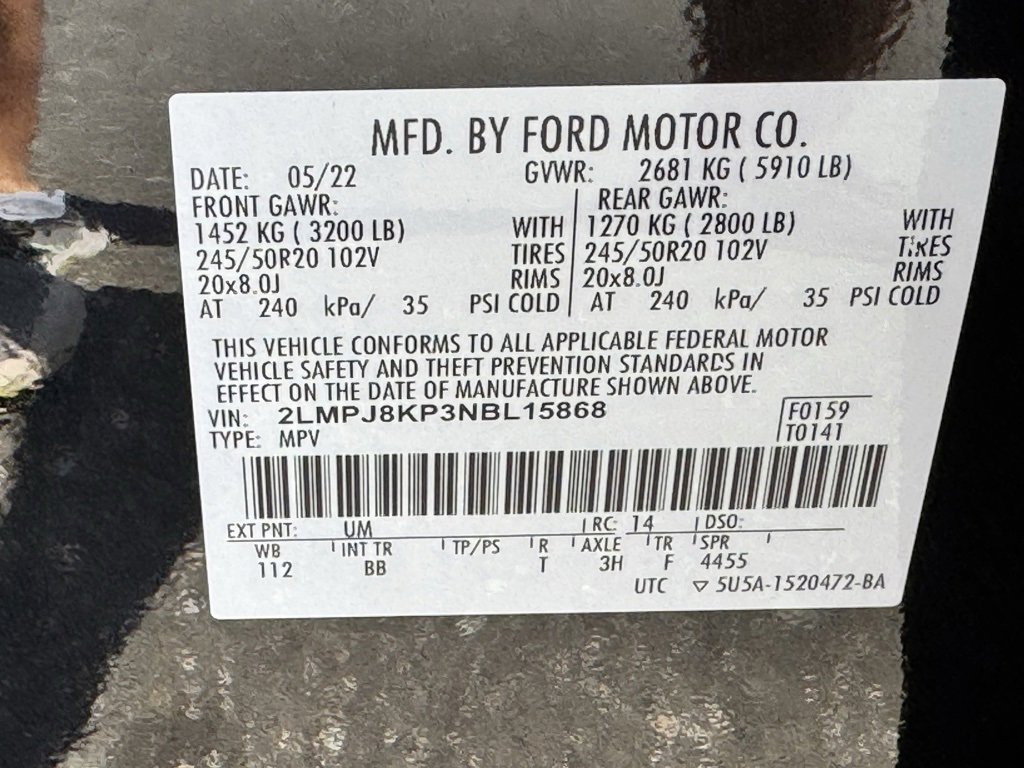 MFD. BY FORD MOTOR CO.
DATE: 05/22 GVWR: 2681 KG ( 5910 LB)
FRONT GAWR: REAR GAWR:
1452 KG ( 3200 LB) WITH 1270 KG ( 2800 LB) WITH
245/50R20 102V TIRES 245/50R20 102V TIRES
20x8.0J RIMS 20x8.0J RIMS
AT 240 kPa/ 35 PSI COLD AT 240 kPa/ 35 PSI COLD
THIS VEHICLE CONFORMS TO ALL APPLICABLE FEDERAL MOTOR
VEHICLE SAFETY AND THEFT PREVENTION STANDARDS IN
EFFECT ON THE DATE OF MANUFACTURE SHOWN ABOVE.
VIN: 2LMPJ8KP3NBL15868 F0159
TYPE: MPV T0141
EXT PNT: UM RC: 14 DSO:
WB INT TR TP/PS R AXLE TR SPR
112 BB T 3H F 4455
UTC ▽ 5U5A-1520472-BA